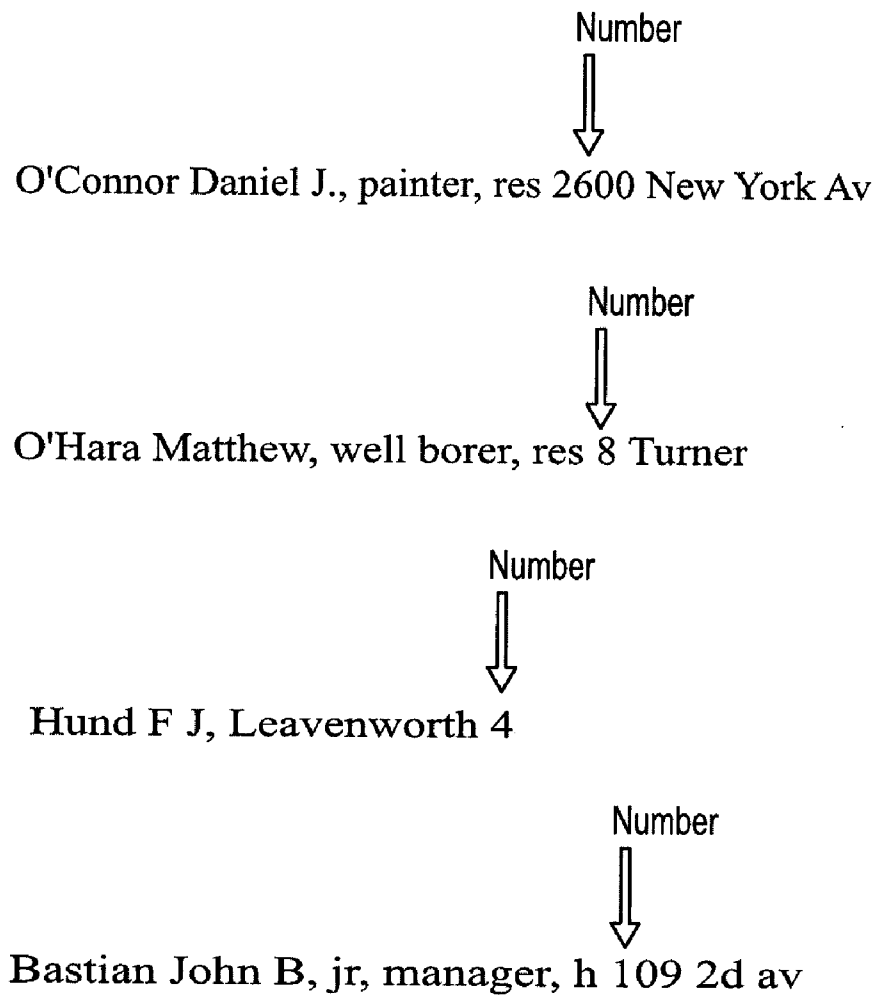 Number
O'Connor Daniel J., painter, res 2600 New York Av
Number
O'Hara Matthew, well borer, res 8 Turner
Number
Hund F J, Leavenworth 4
Number
Bastian John B, jr, manager, h 109 2d av